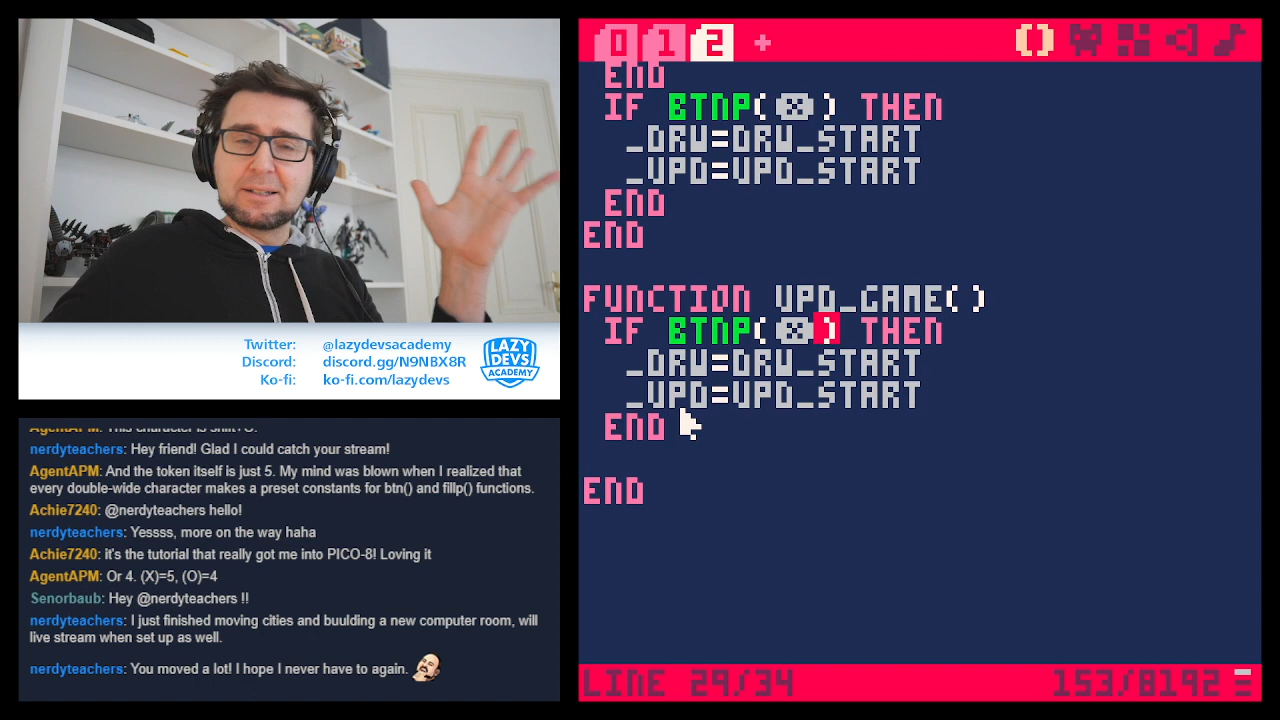 Twitter: @lazydevsacademy
Discord: discord.gg/N9NBX8R
Ko-fi: ko-fi.com/lazydevs
LAZY
DEVS
ACADEMY
AgentAPM: This character is shift+O.
nerdyteachers: Hey friend! Glad I could catch your stream!
AgentAPM: And the token itself is just 5. My mind was blown when I realized that
every double-wide character makes a preset constants for btn() and fillp() functions.
Achie7240: @nerdyteachers hello!
nerdyteachers: Yessss, more on the way haha
Achie7240: it's the tutorial that really got me into PICO-8! Loving it
AgentAPM: Or 4. (X)=5, (O)=4
Senorbaub: Hey @nerdyteachers !!
nerdyteachers: I just finished moving cities and buulding a new computer room, will
live stream when set up as well.
nerdyteachers: You moved a lot! I hope I never have to again.
0 1 2 +
END
IF BTNP(❎) THEN
_DRW=DRW_START
_UPD=UPD_START
END
END
FUNCTION UPD_GAME()
IF BTNP(❎) THEN
_DRW=DRW_START
_UPD=UPD_START
END
END
LINE 29/34 153/8192